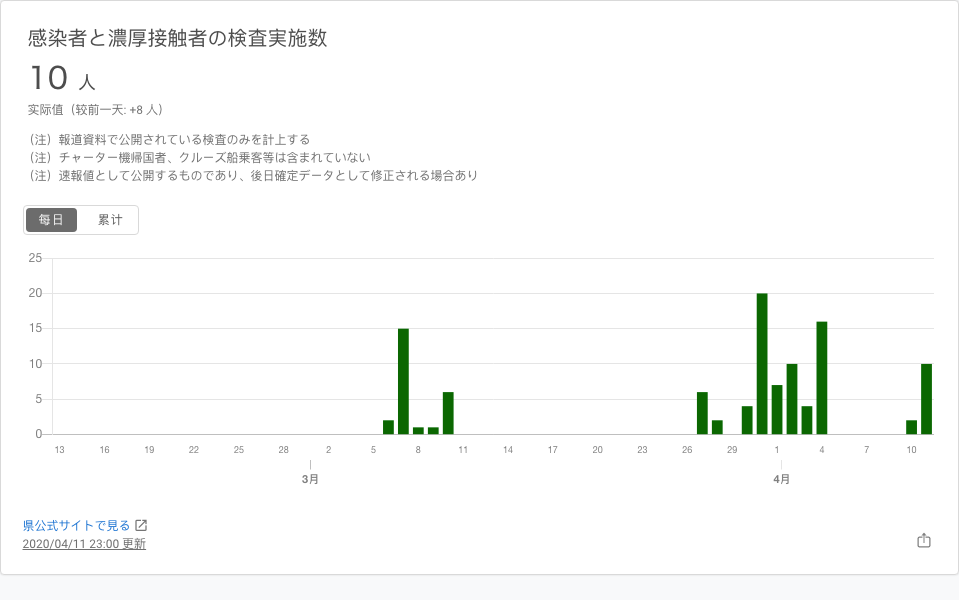 感染者と濃厚接触者の検査実施数
10 人
实际值（较前一天: +8 人）
（注）報道資料で公開されている検査のみを計上する
（注）チャーター機帰国者、クルーズ船乗客等は含まれていない
（注）速報値として公開するものであり、後日確定データとして修正される場合あり
每日 累计
25
20
15
10
5
0
13 16 19 22 25 28 2 5 8 11 14 17 20 23 26 29 1 4 7 10
3月 4月
県公式サイトで見る
2020/04/11 23:00 更新